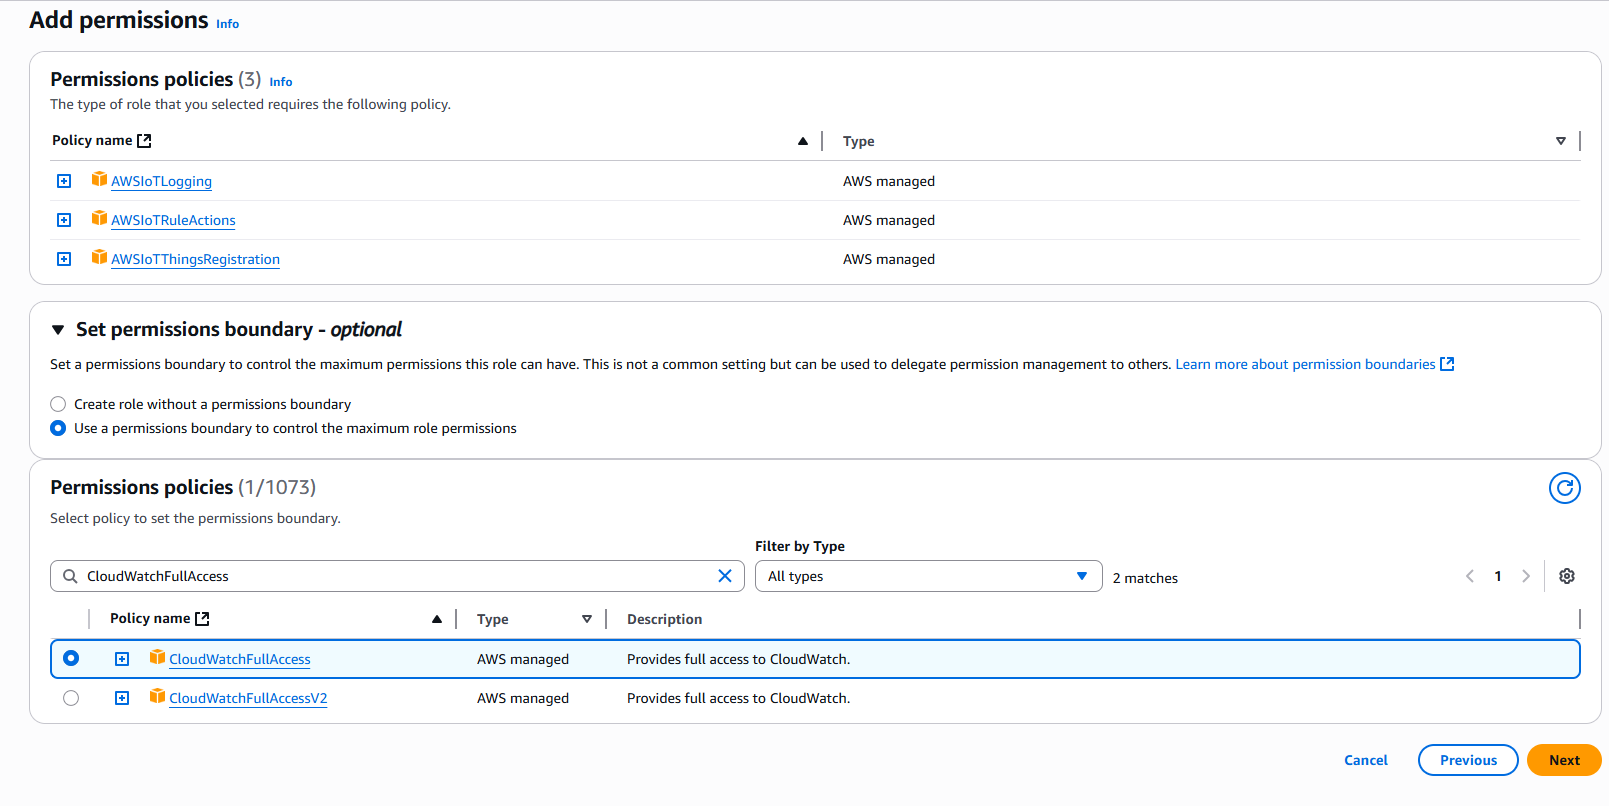 Add permissions Info
Permissions policies (3) Info
The type of role that you selected requires the following policy.
Policy name Type
AWSIoTLogging AWS managed
AWSIoTRuleActions AWS managed
AWSIoTThingsRegistration AWS managed
Set permissions boundary - optional
Set a permissions boundary to control the maximum permissions this role can have. This is not a common setting but can be used to delegate permission management to others. Learn more about permission boundaries
Create role without a permissions boundary
Use a permissions boundary to control the maximum role permissions
Permissions policies (1/1073)
Select policy to set the permissions boundary.
Filter by Type
CloudWatchFullAccess All types 2 matches 1
Policy name Type Description
CloudWatchFullAccess AWS managed Provides full access to CloudWatch.
CloudWatchFullAccessV2 AWS managed Provides full access to CloudWatch.
Cancel Previous Next